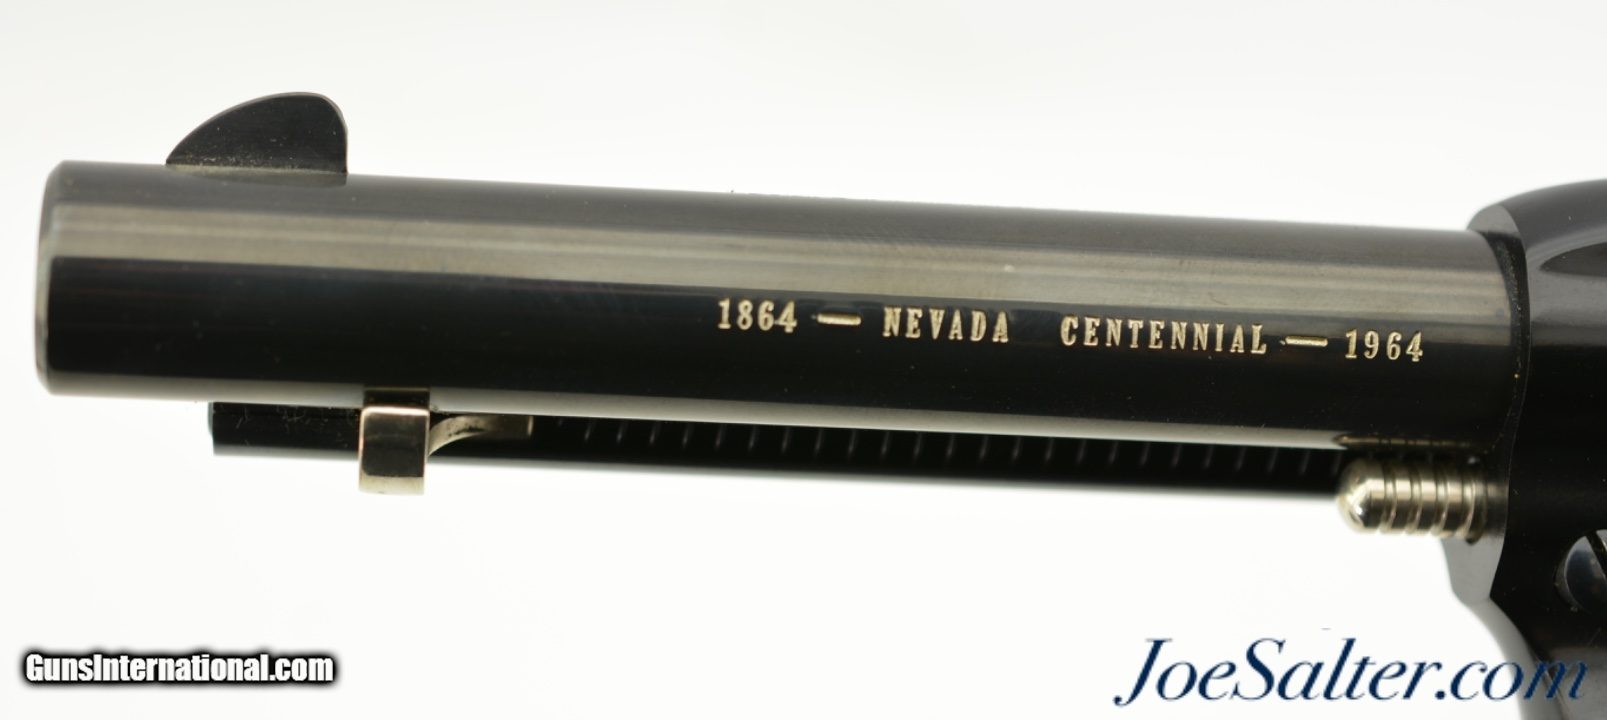 1864 — NEVADA CENTENNIAL — 1964
GunsInternational.com
JoeSalter.com